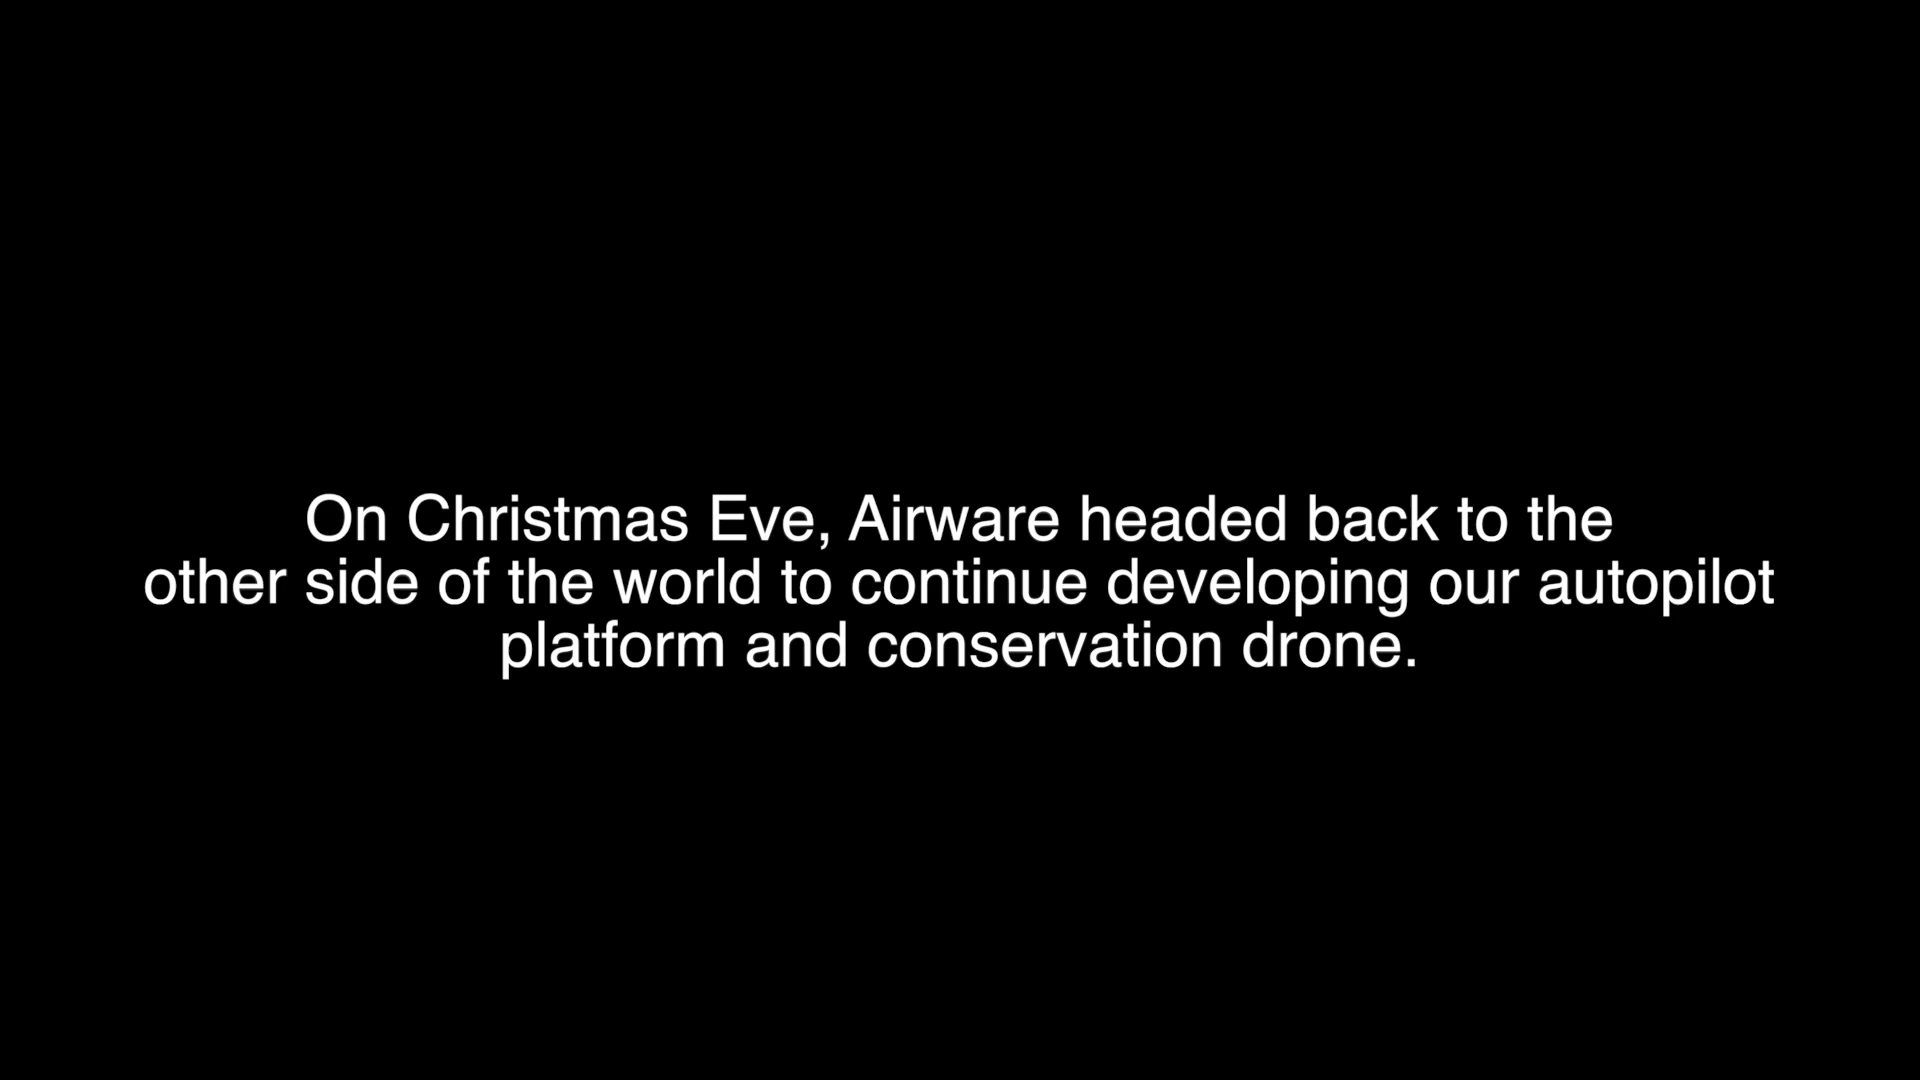 On Christmas Eve, Airware headed back to the
other side of the world to continue developing our autopilot
platform and conservation drone.